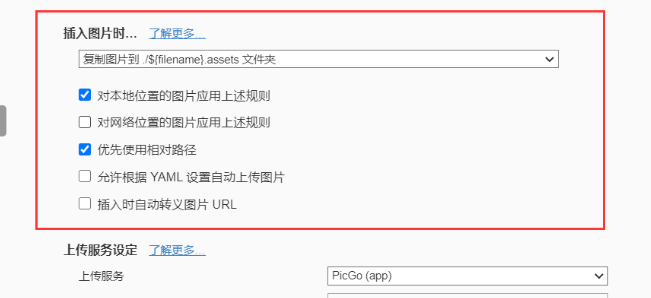 插入图片时... 了解更多...
复制图片到 ./${filename}.assets 文件夹
对本地位置的图片应用上述规则
对网络位置的图片应用上述规则
优先使用相对路径
允许根据 YAML 设置自动上传图片
插入时自动转义图片 URL
上传服务设定 了解更多...
上传服务 PicGo (app)